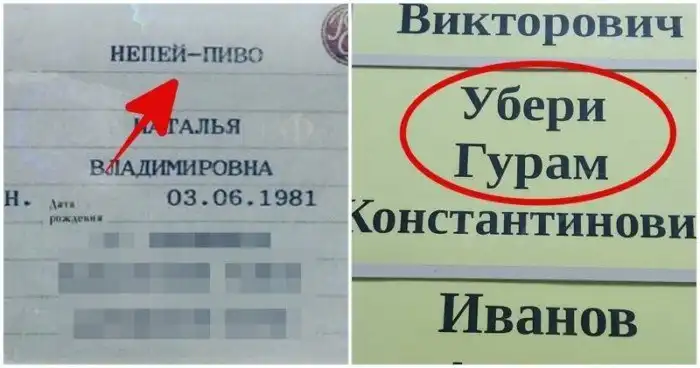 НЕПЕЙ-ПИВО
НАТАЛЬЯ
ВЛАДИМИРОВНА
Н.
Дата рождения
03.06.1981
Викторович
Убери
Гурам
Константинови
Иванов